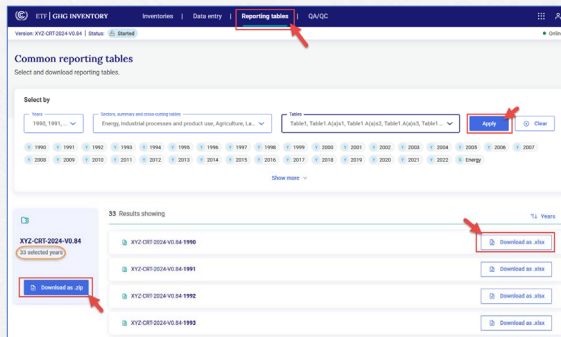 ETF | GHG INVENTORY Inventories | Data entry | Reporting tables | QA/QC
Version: XYZ-CRT-2024-V0.84 | Status: Started Online
Common reporting tables
Select and download reporting tables.
Select by
Years Sectors, summary and cross-cutting tables Tables
1990, 1991, ... Energy, Industrial processes and product use, Agriculture, La... Table1, Table1.A(a)s1, Table1.A(a)s2, Table1.A(a)s3, Table1... Apply Clear
1990 1991 1992 1993 1994 1995 1996 1997 1998 1999 2000 2001 2002 2003 2004 2005 2006 2007
2008 2009 2010 2011 2012 2013 2014 2015 2016 2017 2018 2019 2020 2021 2022 Energy
Show more
33 Results showing Years
XYZ-CRT-2024-V0.84
33 selected years
Download as .zip
XYZ-CRT-2024-V0.84-1990 Download as .xlsx
XYZ-CRT-2024-V0.84-1991 Download as .xlsx
XYZ-CRT-2024-V0.84-1992 Download as .xlsx
XYZ-CRT-2024-V0.84-1993 Download as .xlsx